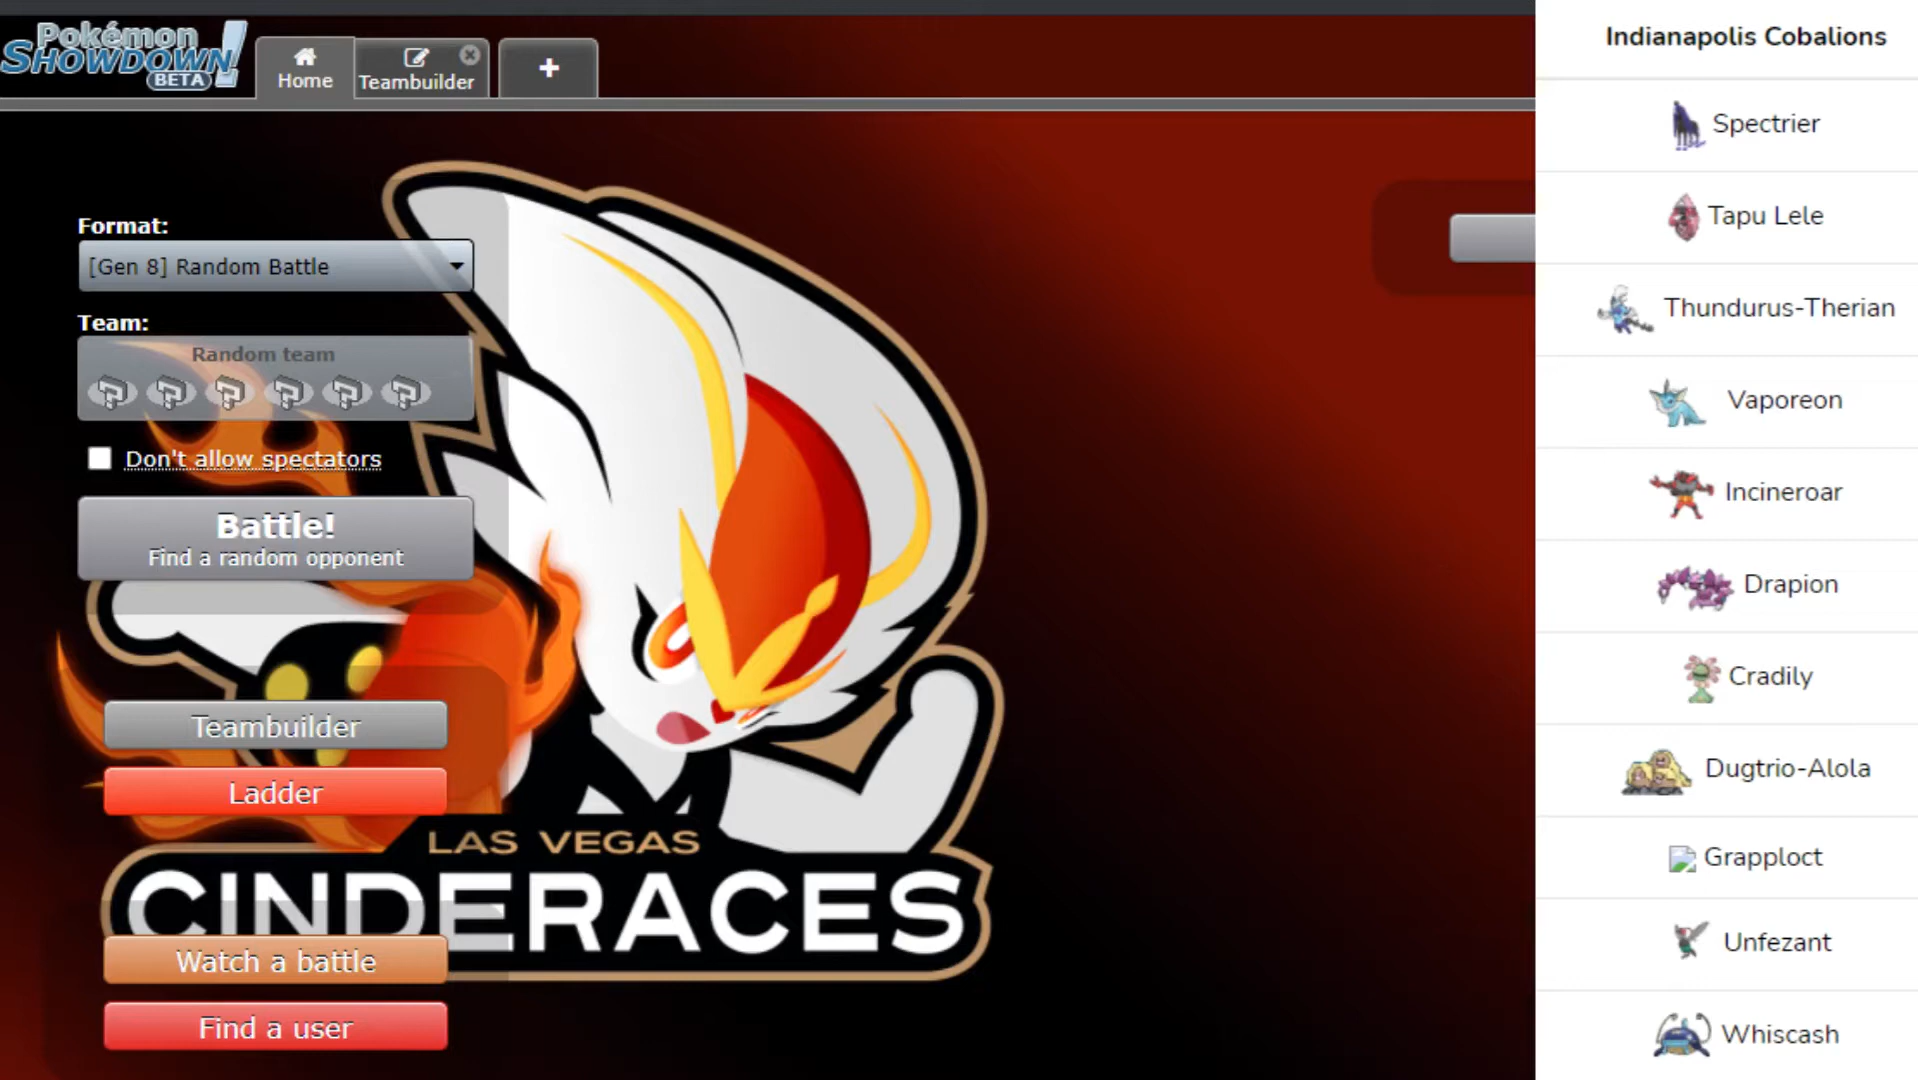 Pokémon
SHOWDOWN!
BETA
Home
Teambuilder
Format:
[Gen 8] Random Battle
Team:
Random team
Don't allow spectators
Battle!
Find a random opponent
Teambuilder
Ladder
LAS VEGAS
CINDERACES
Watch a battle
Find a user
Indianapolis Cobalions
Spectrier
Tapu Lele
Thundurus-Therian
Vaporeon
Incineroar
Drapion
Cradily
Dugtrio-Alola
Grapploct
Unfezant
Whiscash